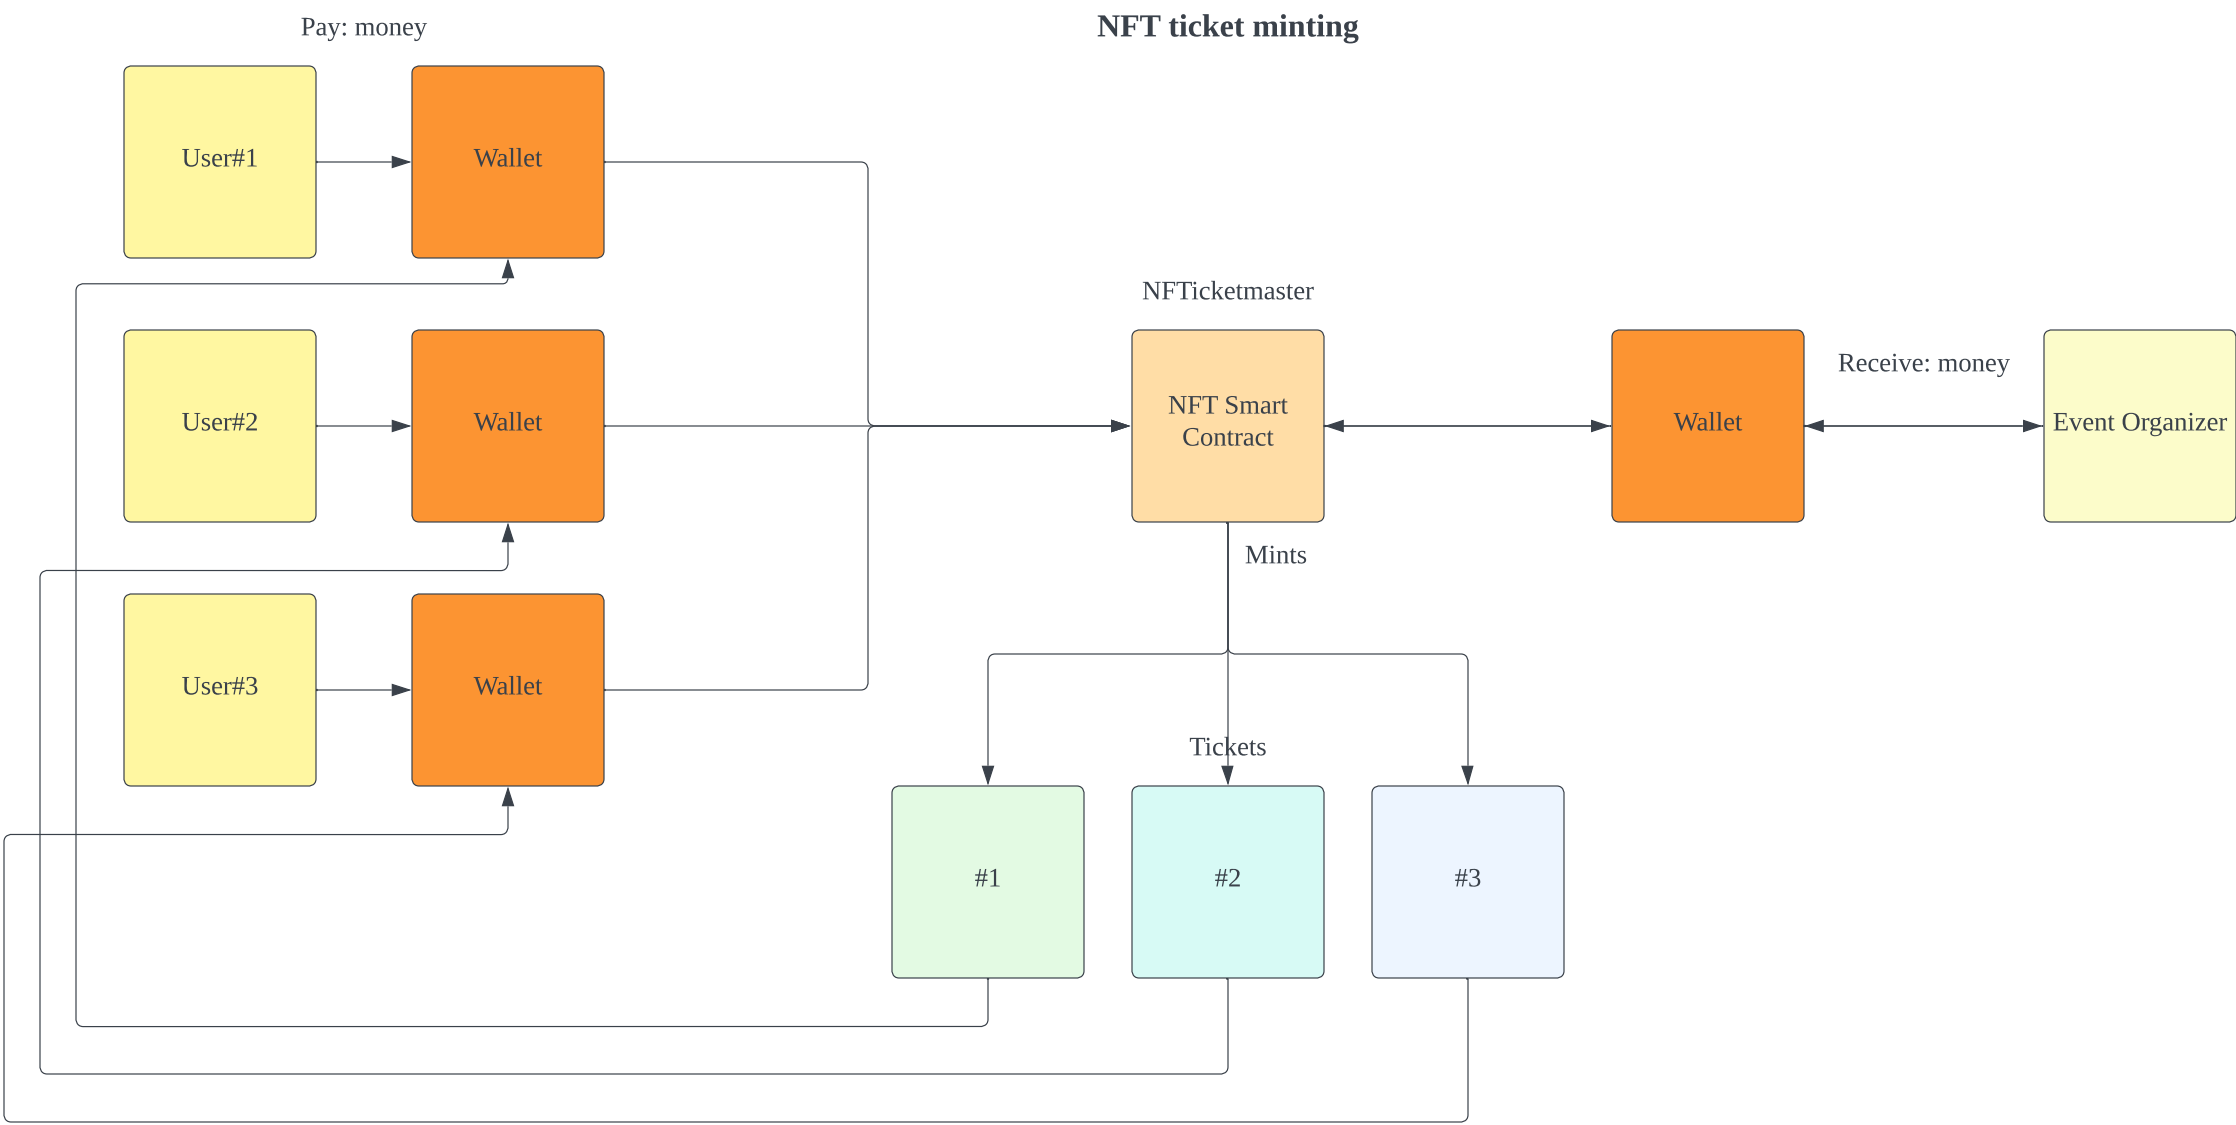 Pay: money
NFT ticket minting
User#1
Wallet
NFTicketmaster
User#2
Wallet
NFT Smart
Contract
Wallet
Receive: money
Event Organizer
Mints
User#3
Wallet
Tickets
#1
#2
#3